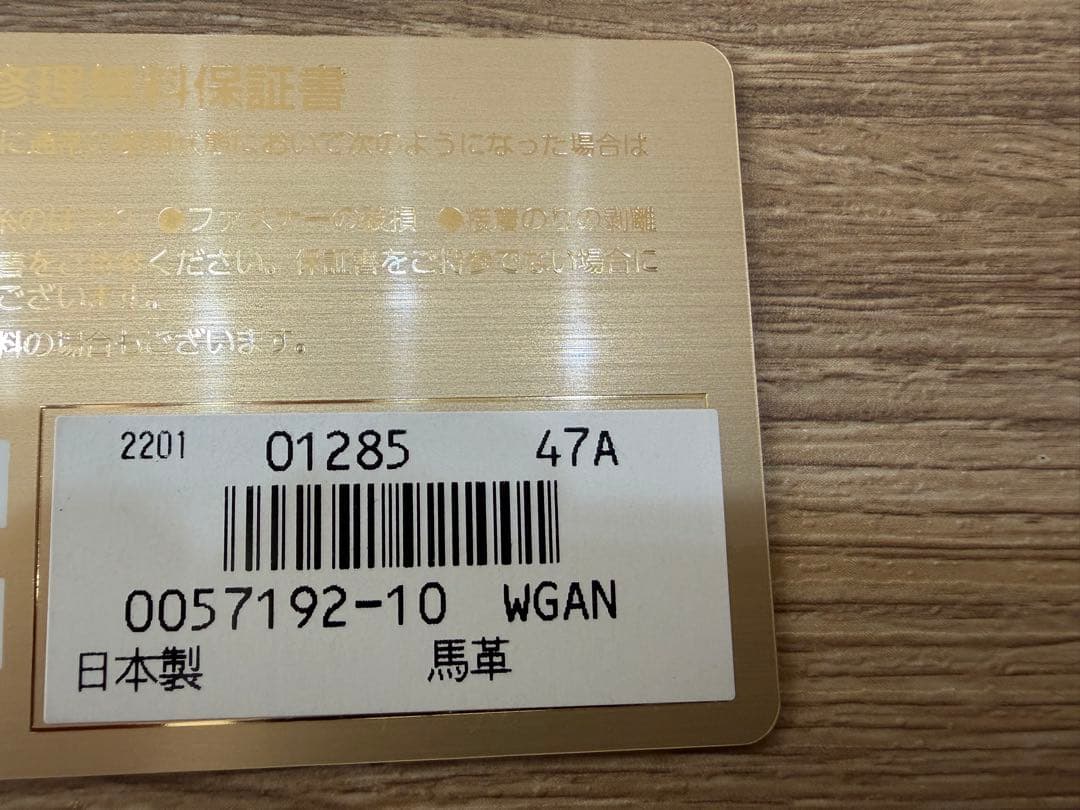 修理無料保証書
において次のようになった場合は
●ファスナーの破損 ●接着のりの剥離
ください。保証書をご持参でない場合に
ございます。
料の場合もございます。
2201 01285 47A
0057192-10 WGAN
日本製 馬革